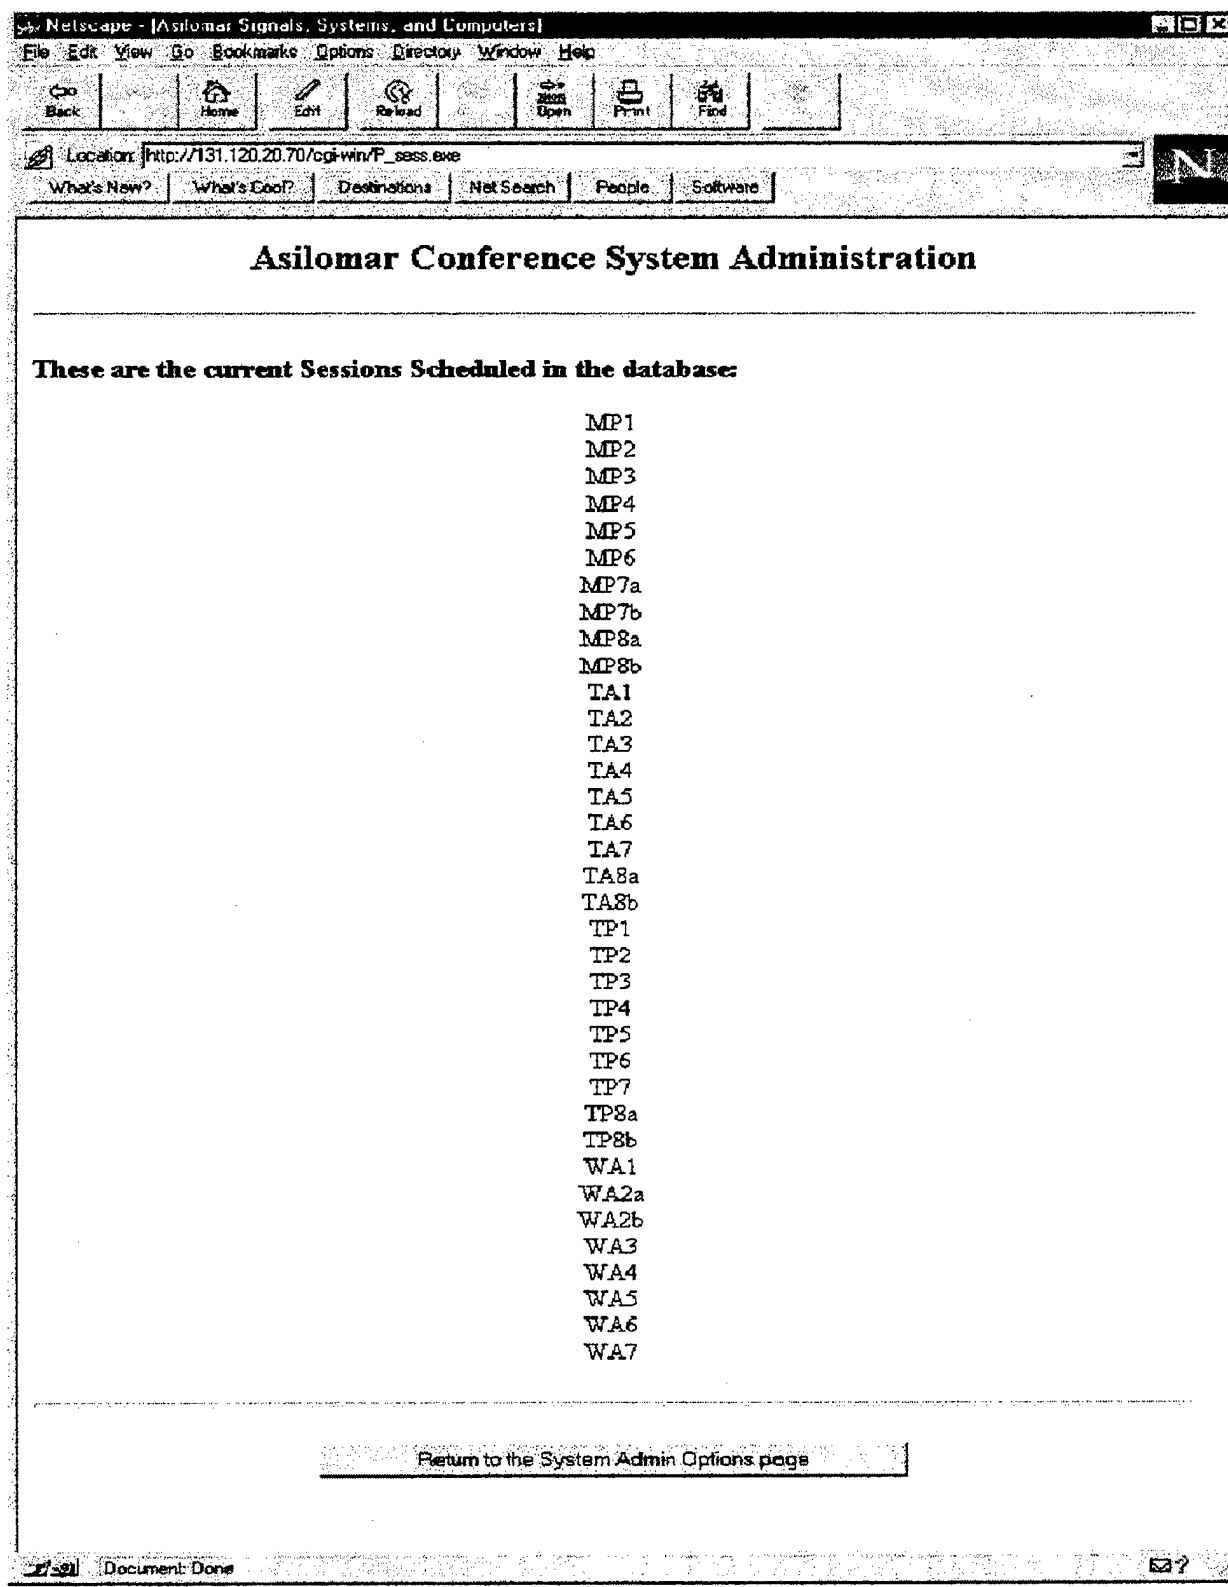 Netscape - [Asilomar Signals, Systems, and Computers]
File Edit View Go Bookmarks Options Directory Window Help
Back Home Edit Reload Open Print Find
Location: http://131.120.20.70/cgi-win/P_sess.exe
N
What's New? What's Cool? Destinations Net Search People Software
Asilomar Conference System Administration
These are the current Sessions Scheduled in the database:
MP1
MP2
MP3
MP4
MP5
MP6
MP7a
MP7b
MP8a
MP8b
TA1
TA2
TA3
TA4
TA5
TA6
TA7
TA8a
TA8b
TP1
TP2
TP3
TP4
TP5
TP6
TP7
TP8a
TP8b
WA1
WA2a
WA2b
WA3
WA4
WA5
WA6
WA7
Return to the System Admin Options page
Document: Done
?